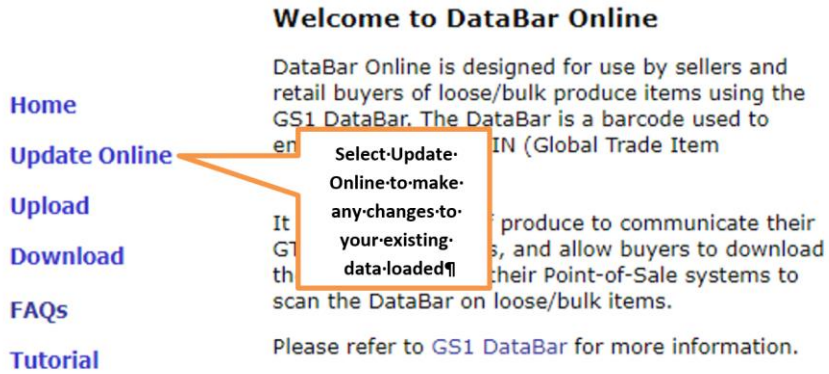 Welcome to DataBar Online
DataBar Online is designed for use by sellers and
retail buyers of loose/bulk produce items using the
GS1 DataBar. The DataBar is a barcode used to
IN (Global Trade Item
It
produce to communicate their
and allow buyers to download
their Point-of-Sale systems to
scan the DataBar on loose/bulk items.
Please refer to GS1 DataBar for more information.
Home
Update Online
Upload
Download
FAQs
Tutorial
Select·Update·
Online·to·make·
any·changes·to·
your·existing·
data·loaded¶